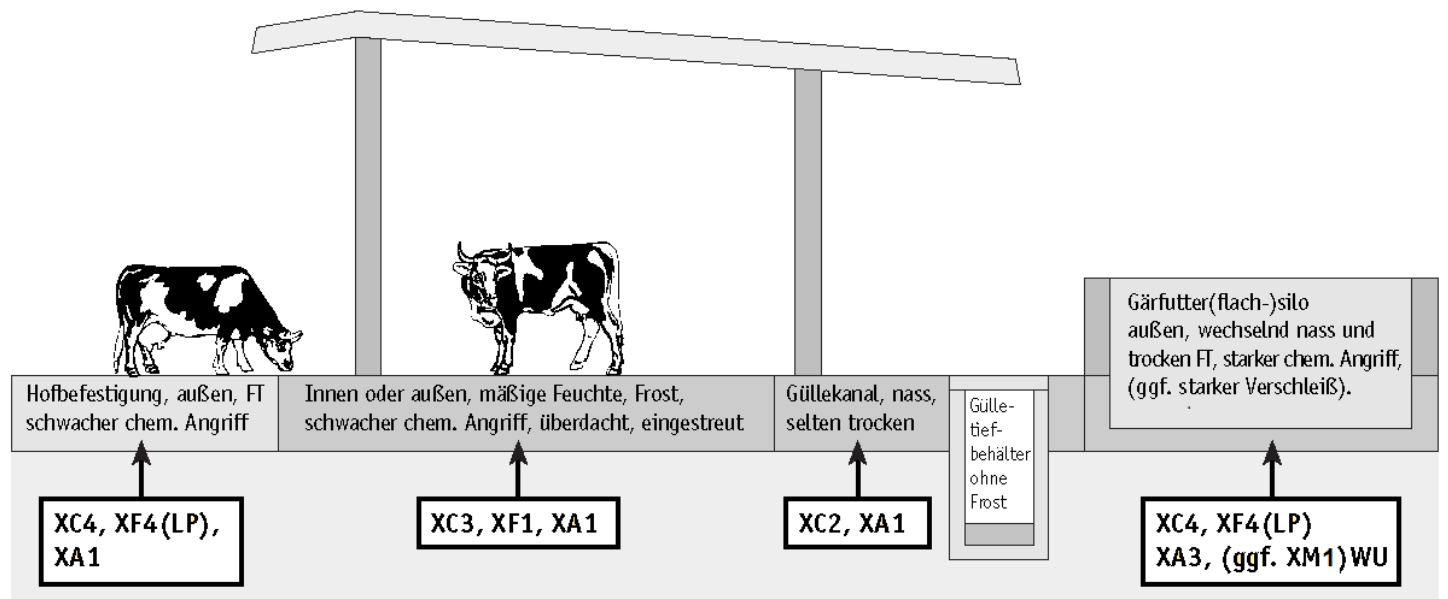 Hofbefestigung, außen, FT
schwacher chem. Angriff
Innen oder außen, mäßige Feuchte, Frost,
schwacher chem. Angriff, überdacht, eingestreut
Güllekanal, nass,
selten trocken
Gülle-
tief-
behälter
ohne
Frost
Gärfutter(flach-)silo
außen, wechselnd nass und
trocken FT, starker chem. Angriff,
(ggf. starker Verschleiß).
XC4, XF4(LP),
XA1
XC3, XF1, XA1
XC2, XA1
XC4, XF4(LP)
XA3, (ggf. XM1)WU